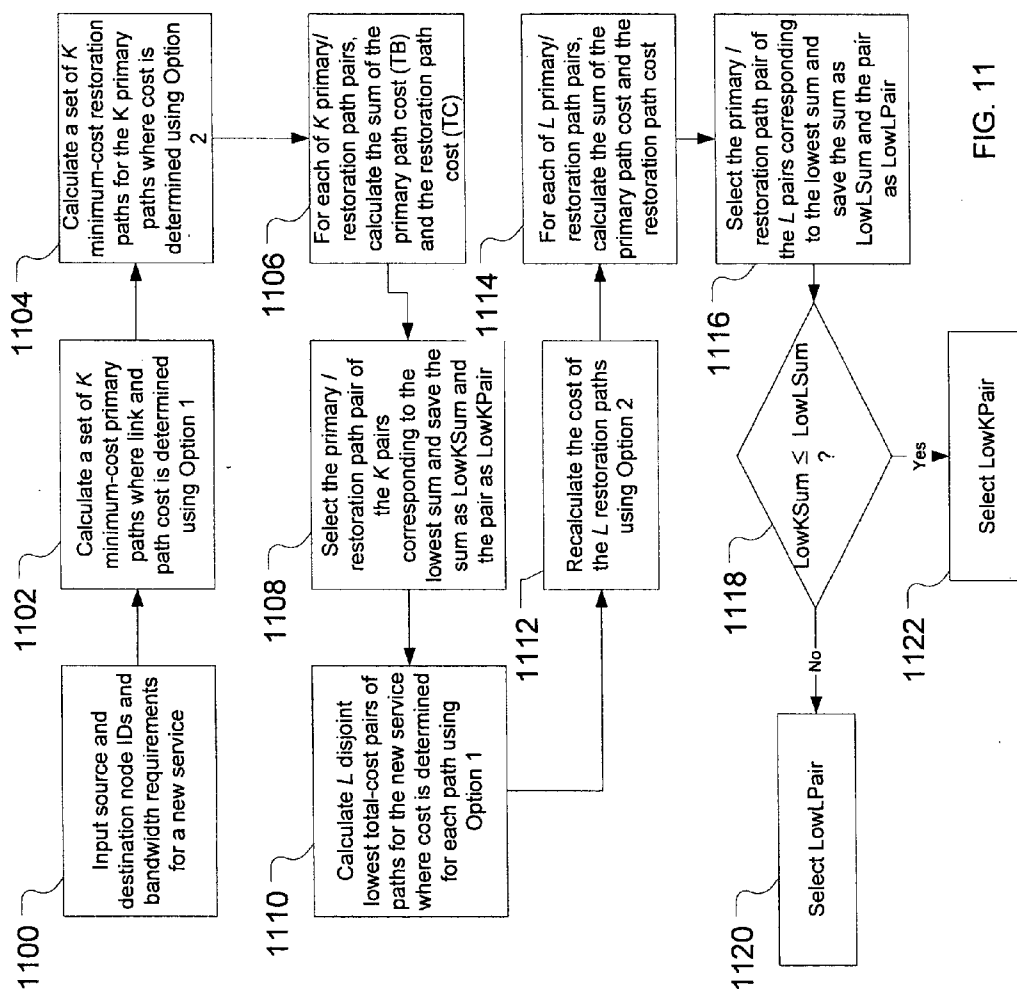 1100
Input source and
destination node IDs and
bandwidth requirements
for a new service
1102
Calculate a set of K
minimum-cost primary
paths where link and
path cost is determined
using Option 1
1104
Calculate a set of K
minimum-cost restoration
paths for the K primary
paths where cost is
determined using Option
2
1106
For each of K primary/
restoration path pairs,
calculate the sum of the
primary path cost (TB)
and the restoration path
cost (TC)
1108
Select the primary /
restoration path pair of
the K pairs
corresponding to the
lowest sum and save the
sum as LowKSum and
the pair as LowKPair
1110
Calculate L disjoint
lowest total-cost pairs of
paths for the new service
where cost is determined
for each path using
Option 1
1112
Recalculate the cost of
the L restoration paths
using Option 2
1114
For each of L primary/
restoration path pairs,
calculate the sum of the
primary path cost and the
restoration path cost
1116
Select the primary /
restoration path pair of
the L pairs corresponding
to the lowest sum and
save the sum as
LowLSum and the pair
as LowLPair
1118
LowKSum ≤ LowLSum
?
No
Yes
1120
Select LowLPair
1122
Select LowKPair
FIG. 11